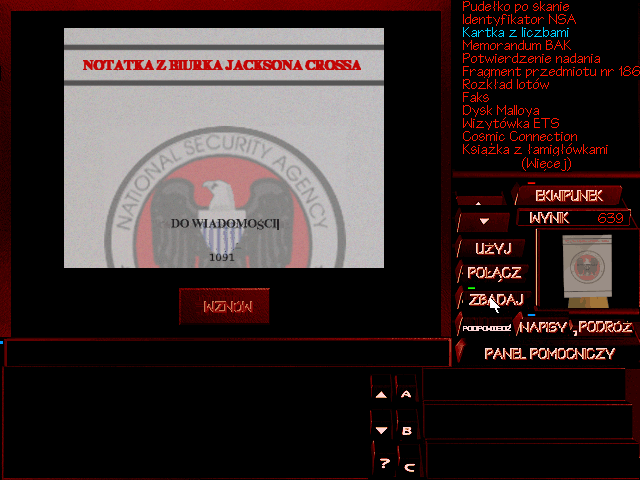 NOTATKA Z BIURKA JACKSONA CROSSA
NATIONAL SECURITY AGENCY
DO WIADOMOŚCI
1091
WZNÓW
Pudełko po skanie
Identyfikator NSA
Kartka z liczbami
Memorandum BAK
Potwierdzenie nadania
Fragment przedmiotu nr 186
Rozkład lotów
Faks
Dysk Malloya
Wizytówka ETS
Cosmic Connection
Książka z łamigłówkami
(Więcej)
EKWIPUNEK
WYNIK 639
UŻYJ
POŁĄCZ
ZBADAJ
PODPOWIEDŹ NAPISY PODRÓŻ
PANEL POMOCNICZY
A
B
? C